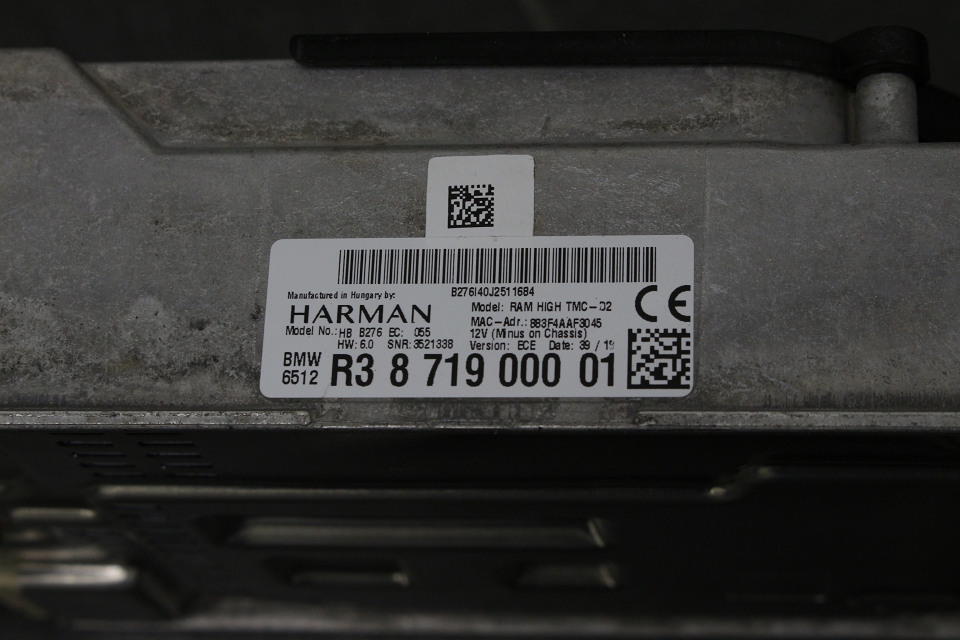 B276I40J2511684
Manufactured in Hungary by:
HARMAN
Model: RAM HIGH TMC-02
MAC-Adr.: 883F4AAF3045
Model No.: HB B276 EC: 055
12V (Minus on Chassis)
HW: 6.0 SNR: 3521338
Version: ECE Date: 39 /
CE
BMW
6512 R3 8 719 000 01